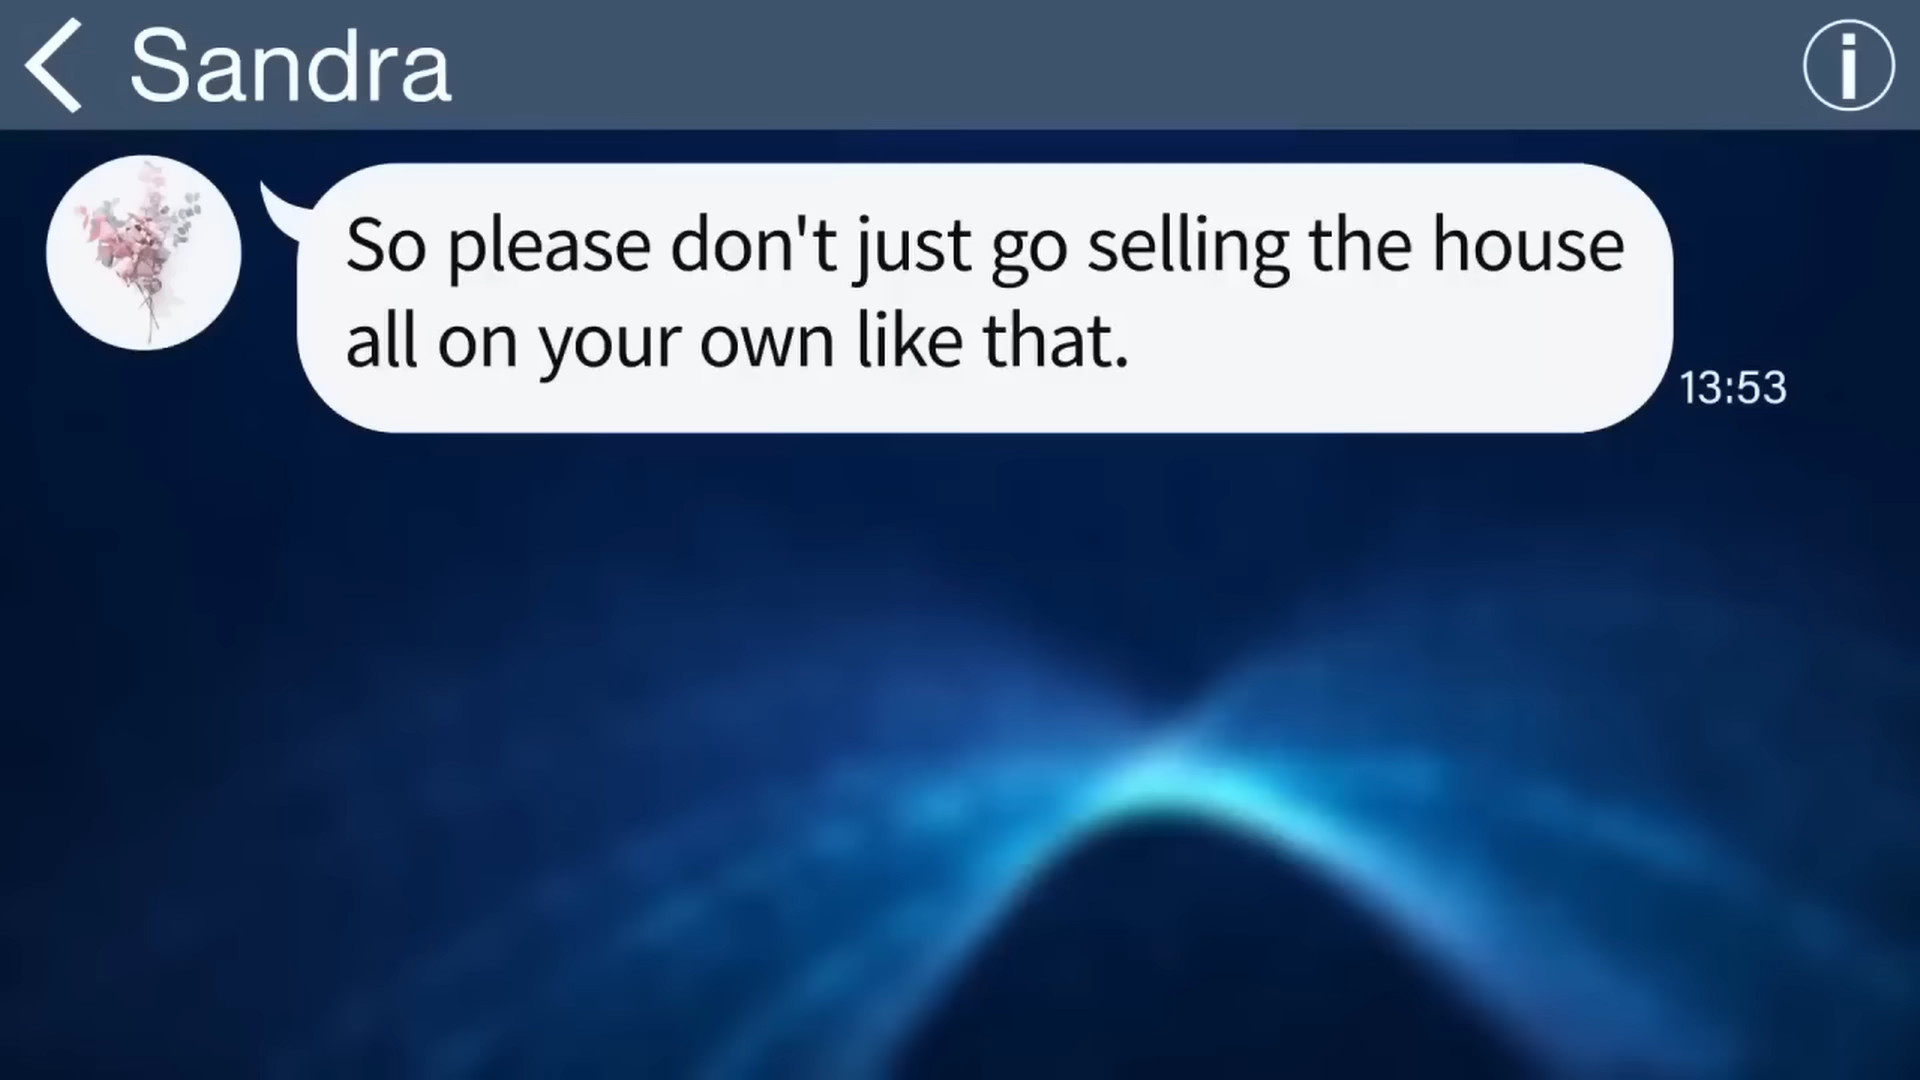 Sandra
So please don't just go selling the house
all on your own like that.
13:53